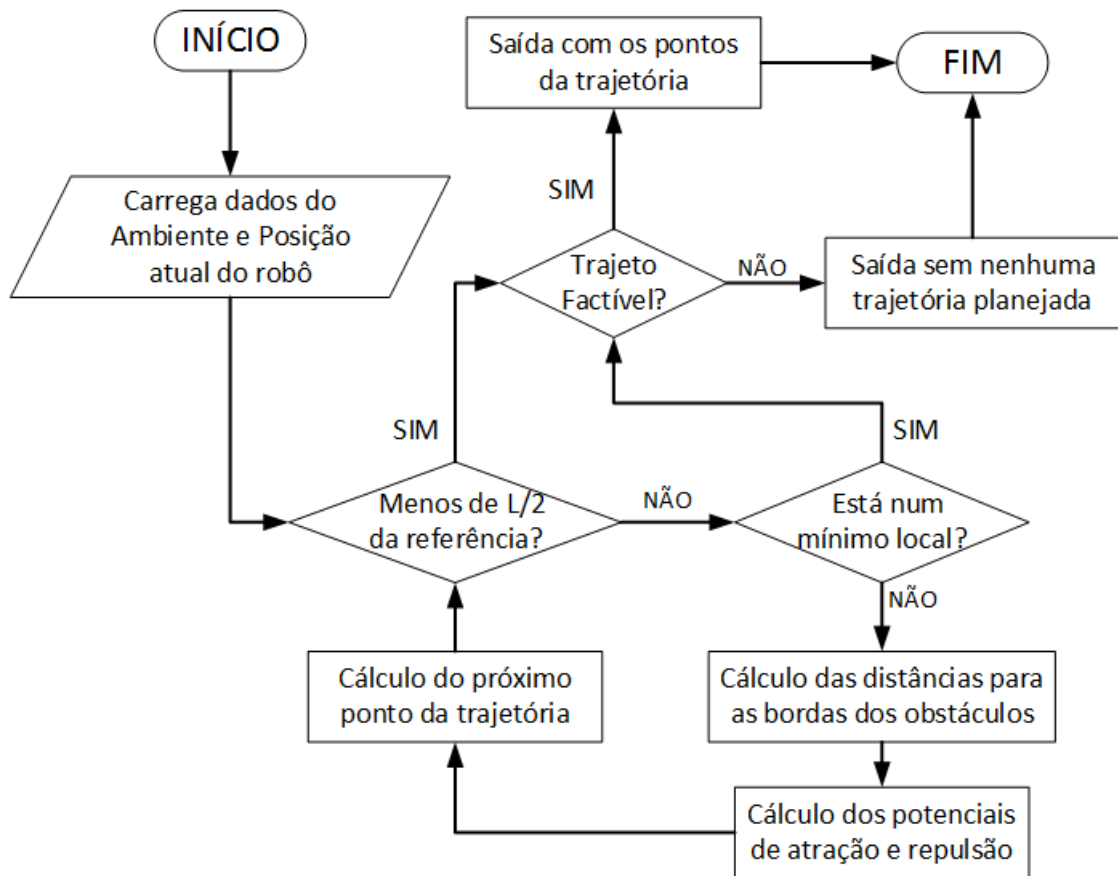 INÍCIO
Carrega dados do
Ambiente e Posição
atual do robô
Menos de L/2
da referência?
SIM
NÃO
Está num
mínimo local?
SIM
NÃO
Cálculo das distâncias para
as bordas dos obstáculos
Cálculo dos potenciais
de atração e repulsão
Cálculo do próximo
ponto da trajetória
Trajeto
Factível?
SIM
NÃO
Saída com os pontos
da trajetória
Saída sem nenhuma
trajetória planejada
FIM